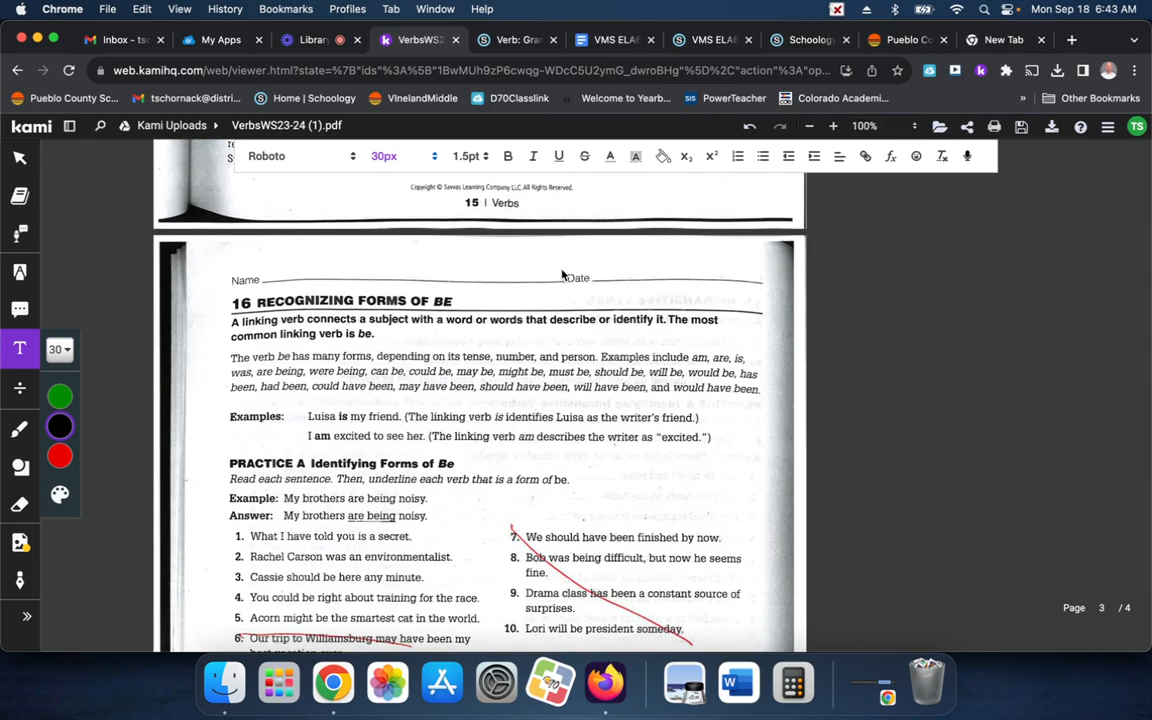 Chrome File Edit View History Bookmarks Profiles Tab Window Help Mon Sep 18 6:43 AM
Inbox - tsc My Apps Librar VerbsWS2 Verb: Gra VMS ELA VMS ELA6 Schoology Pueblo Co New Tab
web.kamihq.com/web/viewer.html?state=%7B"ids"%3A%5B"1BwMUh9zP6cwqg-WDcC5U2ymG_dwroBHg"%5D%2C"action"%3A"op...
Pueblo County Sc... tschornack@distri... Home | Schoology VInelandMiddle D70Classlink Welcome to Yearb... SIS PowerTeacher Colorado Academi... » Other Bookmarks
kami Kami Uploads VerbsWS23-24 (1).pdf 100% TS
Roboto 30px 1.5pt B I U S A A X₂ X²
Copyright © Savvas Learning Company LLC. All Rights Reserved.
15 | Verbs
Name Date
16 RECOGNIZING FORMS OF BE
A linking verb connects a subject with a word or words that describe or identify it. The most
common linking verb is be.
The verb be has many forms, depending on its tense, number, and person. Examples include am, are, is,
was, are being, were being, can be, could be, may be, might be, must be, should be, will be, would be, has
been, had been, could have been, may have been, should have been, will have been, and would have been.
Examples: Luisa is my friend. (The linking verb is identifies Luisa as the writer's friend.)
I am excited to see her. (The linking verb am describes the writer as "excited.")
PRACTICE A Identifying Forms of Be
Read each sentence. Then, underline each verb that is a form of be.
Example: My brothers are being noisy.
Answer: My brothers are being noisy.
1. What I have told you is a secret.
2. Rachel Carson was an environmentalist.
3. Cassie should be here any minute.
4. You could be right about training for the race.
5. Acorn might be the smartest cat in the world.
6. Our trip to Williamsburg may have been my
7. We should have been finished by now.
8. Bob was being difficult, but now he seems
fine.
9. Drama class has been a constant source of
surprises.
10. Lori will be president someday.
T 30
Page 3 / 4